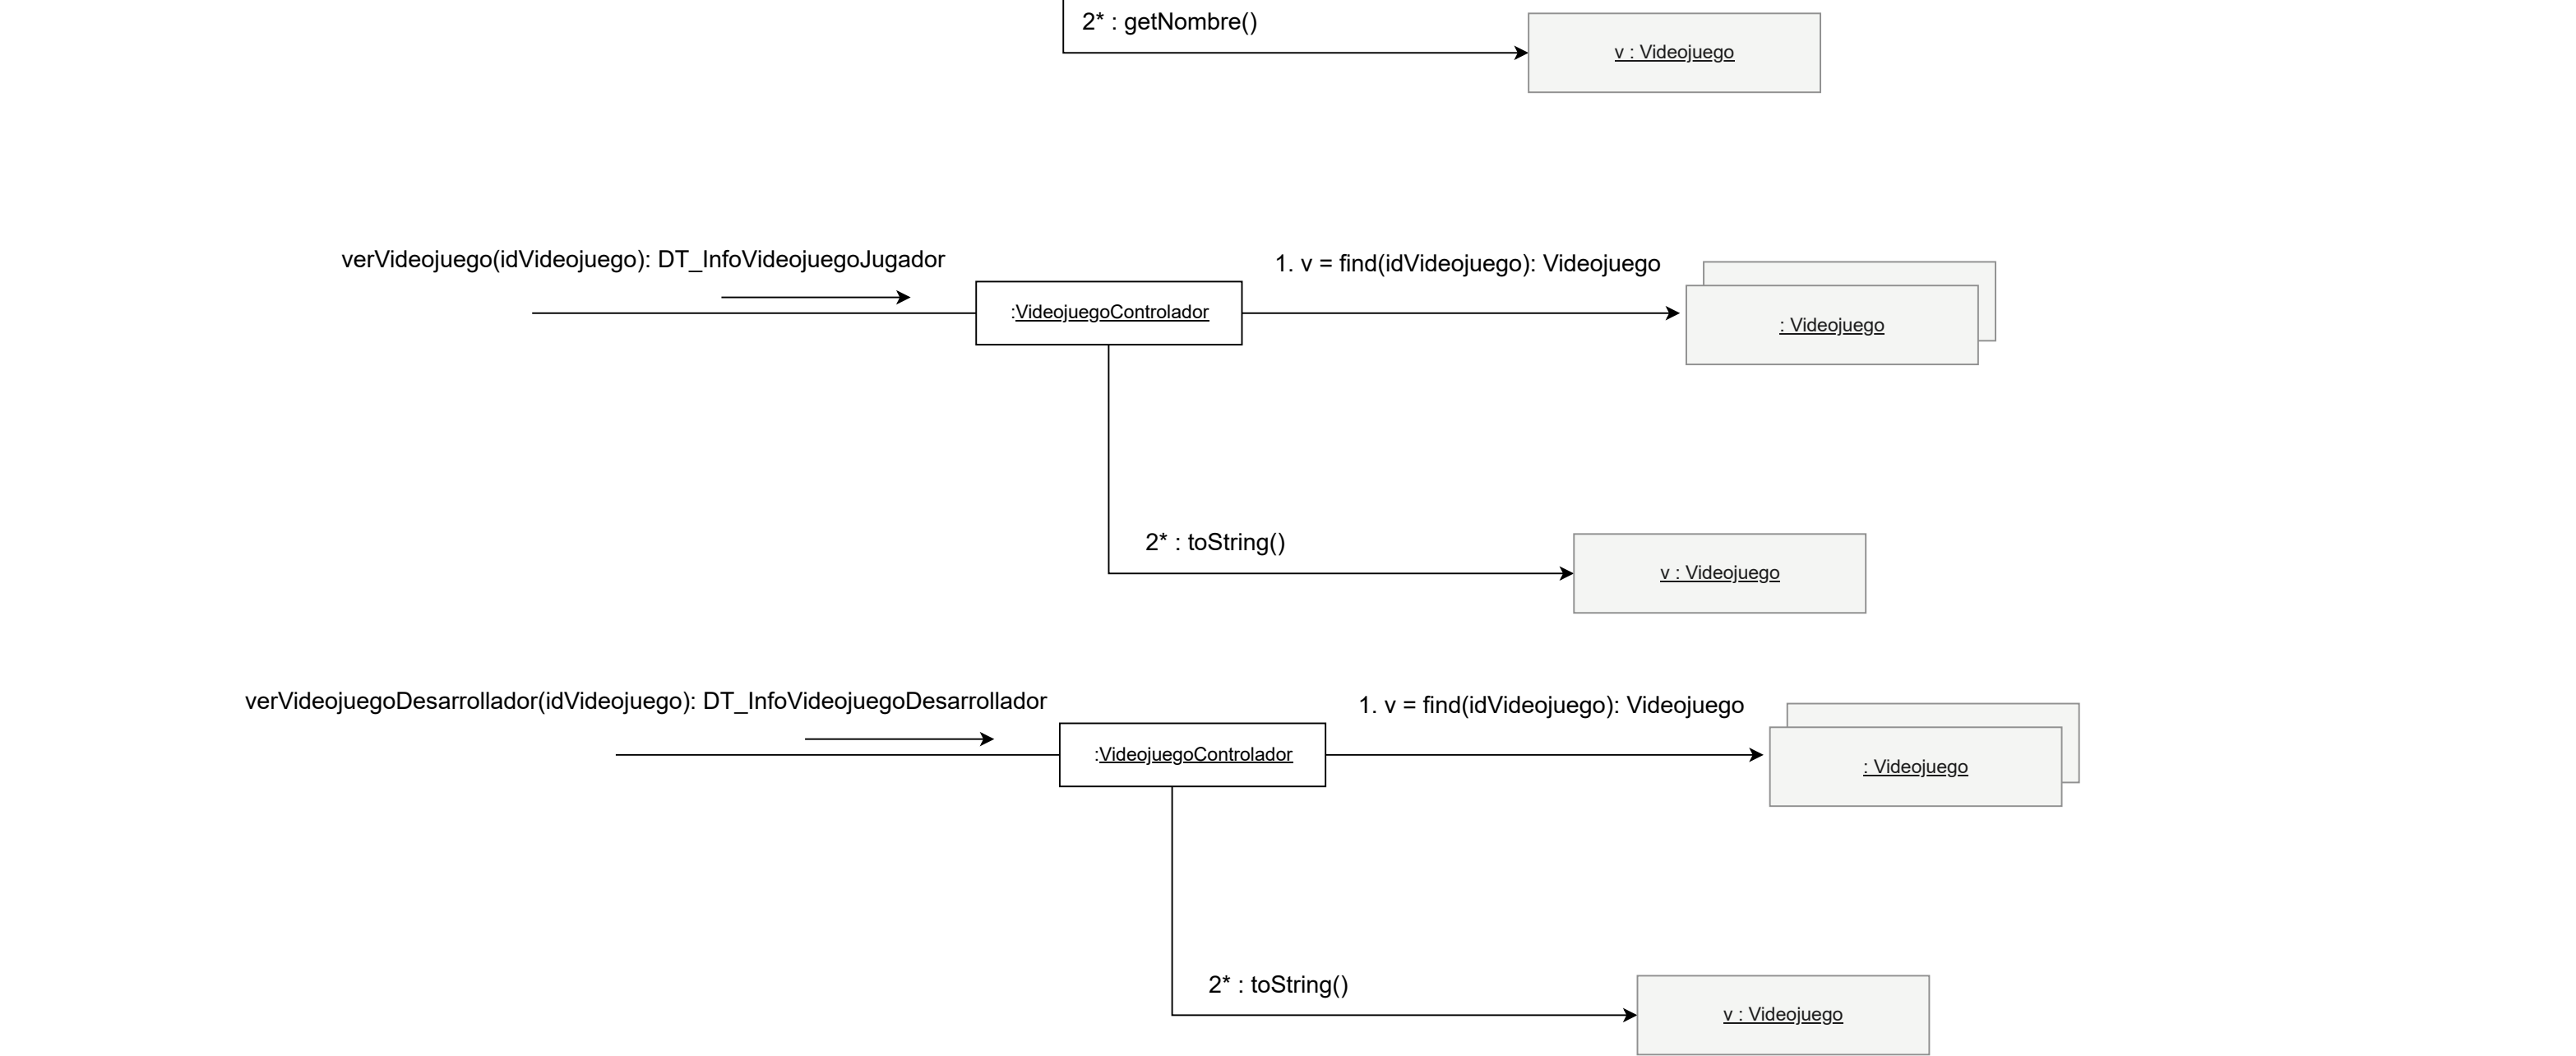 2* : getNombre()
v : Videojuego
verVideojuego(idVideojuego): DT_InfoVideojuegoJugador
1. v = find(idVideojuego): Videojuego
:VideojuegoControlador
: Videojuego
2* : toString()
v : Videojuego
verVideojuegoDesarrollador(idVideojuego): DT_InfoVideojuegoDesarrollador
1. v = find(idVideojuego): Videojuego
:VideojuegoControlador
: Videojuego
2* : toString()
v : Videojuego